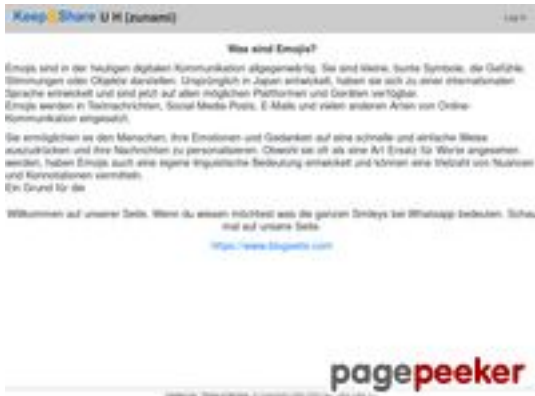 Keep Share U H (zunami)
Log In
Was sind Emojis?
Emojis sind in der heutigen digitalen Kommunikation allgegenwärtig. Sie sind kleine, bunte Symbole, die Gefühle,
Stimmungen oder Objekte darstellen. Ursprünglich in Japan entwickelt, haben sie sich zu einer internationalen
Sprache entwickelt und sind jetzt auf allen möglichen Plattformen und Geräten verfügbar.
Emojis werden in Textnachrichten, Social Media-Posts, E-Mails und vielen anderen Arten von Online-
Kommunikation eingesetzt.
Sie ermöglichen es den Menschen, ihre Emotionen und Gedanken auf eine schnelle und einfache Weise
auszudrücken und ihre Nachrichten zu personalisieren. Obwohl sie oft als eine Art Ersatz für Worte angesehen
werden, haben Emojis auch eine eigene linguistische Bedeutung entwickelt und können eine Vielzahl von Nuancen
und Konnotationen vermitteln.
Ein Grund für die
Willkommen auf unserer Seite. Wenn du wissen möchtest was die ganzen Smileys bei Whatsapp bedeuten. Schau
mal auf unsere Seite
pagepeeker